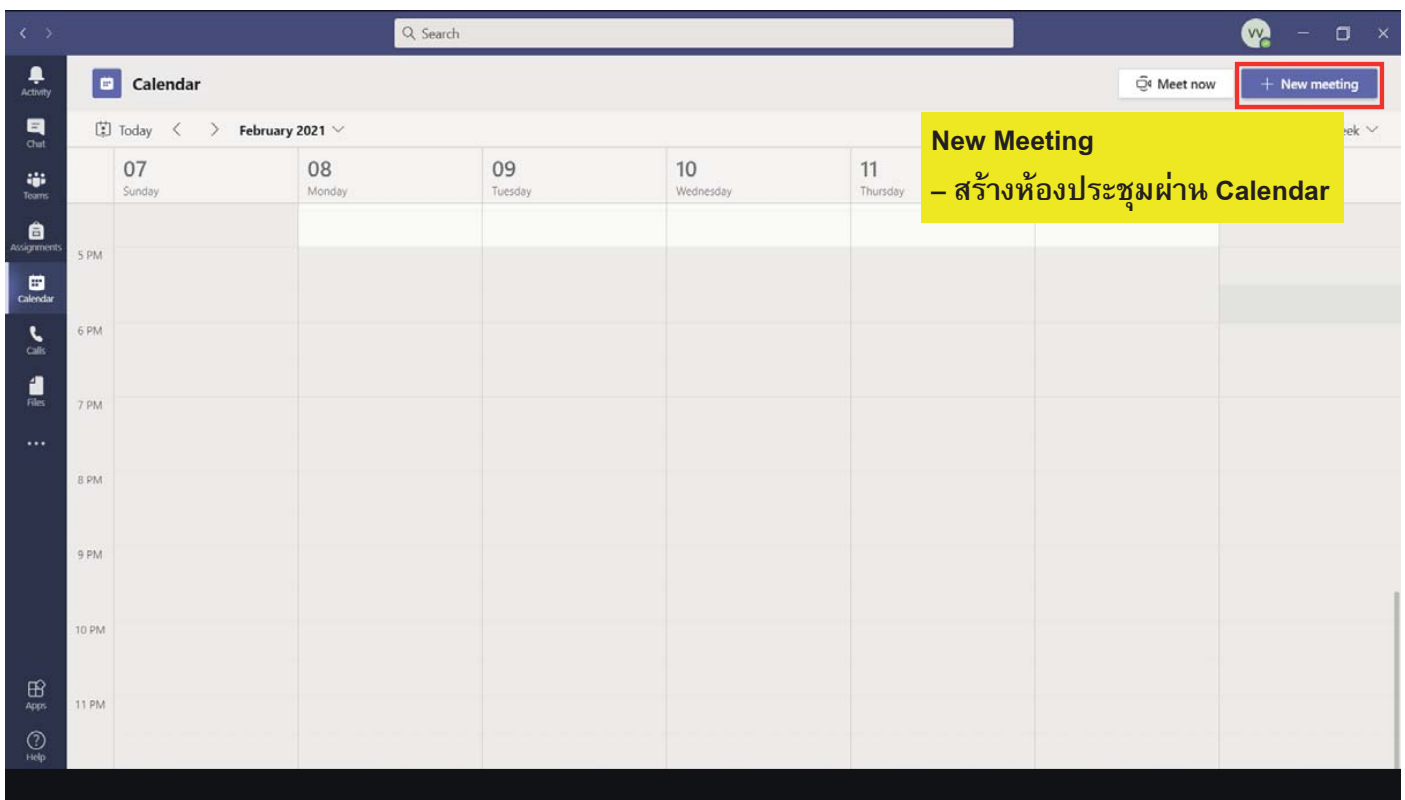 Search
VV
Activity
Calendar
Meet now
+ New meeting
Chat
Today < > February 2021
New Meeting
– สร้างห้องประชุมผ่าน Calendar
07
Sunday
08
Monday
09
Tuesday
10
Wednesday
11
Thursday
Teams
Assignments
Calendar
Calls
Files
...
5 PM
6 PM
7 PM
8 PM
9 PM
10 PM
11 PM
Apps
Help